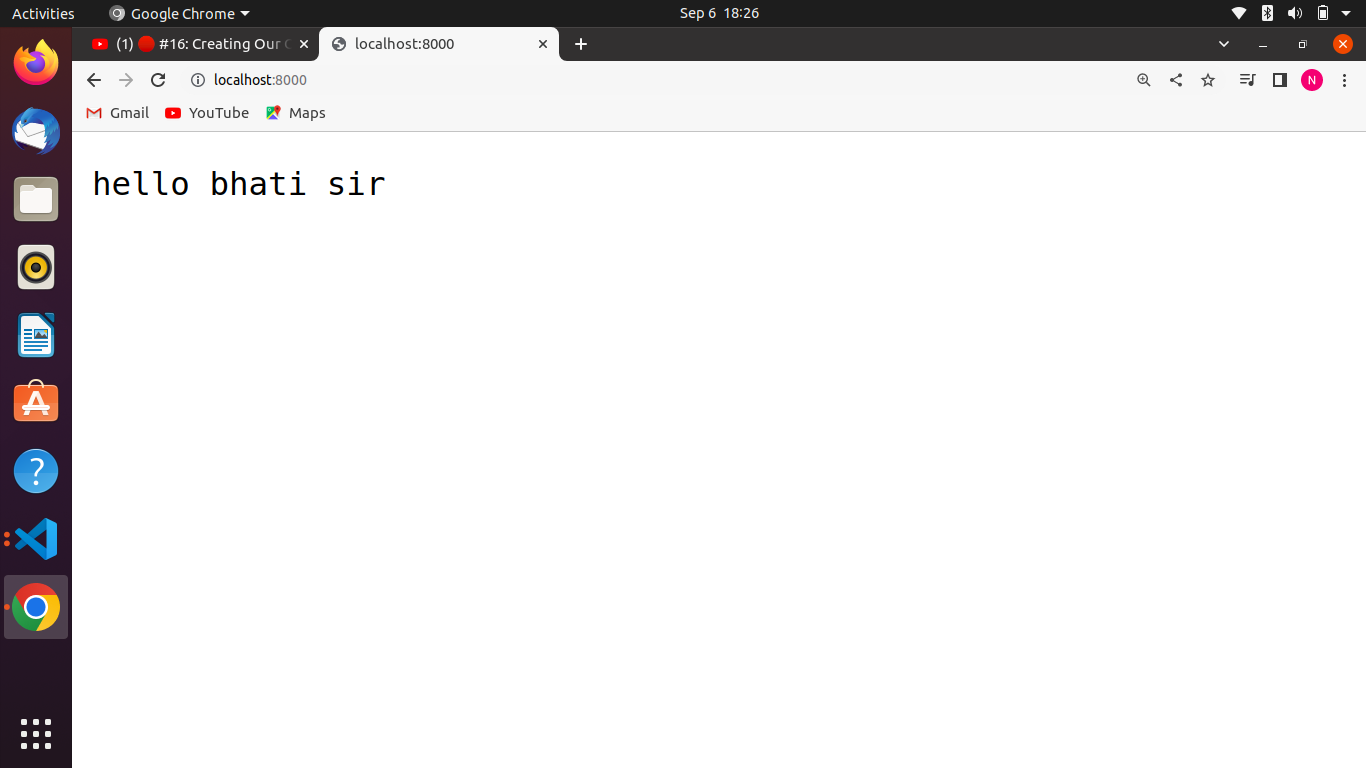 Activities Google Chrome Sep 6 18:26
(1) #16: Creating Our localhost:8000
localhost:8000 N
Gmail YouTube Maps
hello bhati sir